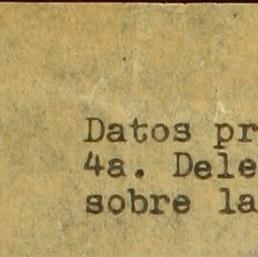 Datos pr
4a. Dele
sobre la